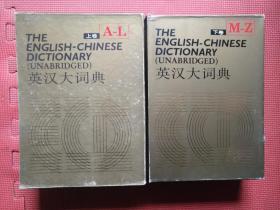 上卷 A-L
THE
ENGLISH-CHINESE
DICTIONARY
(UNABRIDGED)
英汉大词典
下卷 M-Z
THE
ENGLISH-CHINESE
DICTIONARY
(UNABRIDGED)
英汉大词典